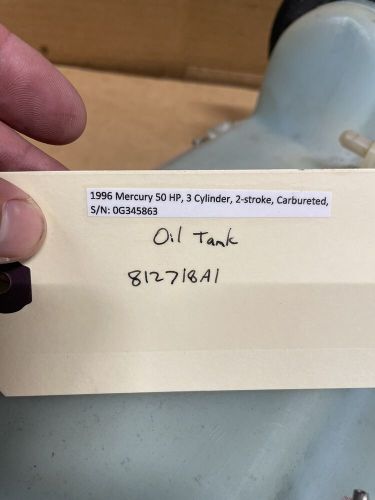 1996 Mercury 50 HP, 3 Cylinder, 2-stroke, Carbureted,
S/N: 0G345863
Oil Tank
812718A1